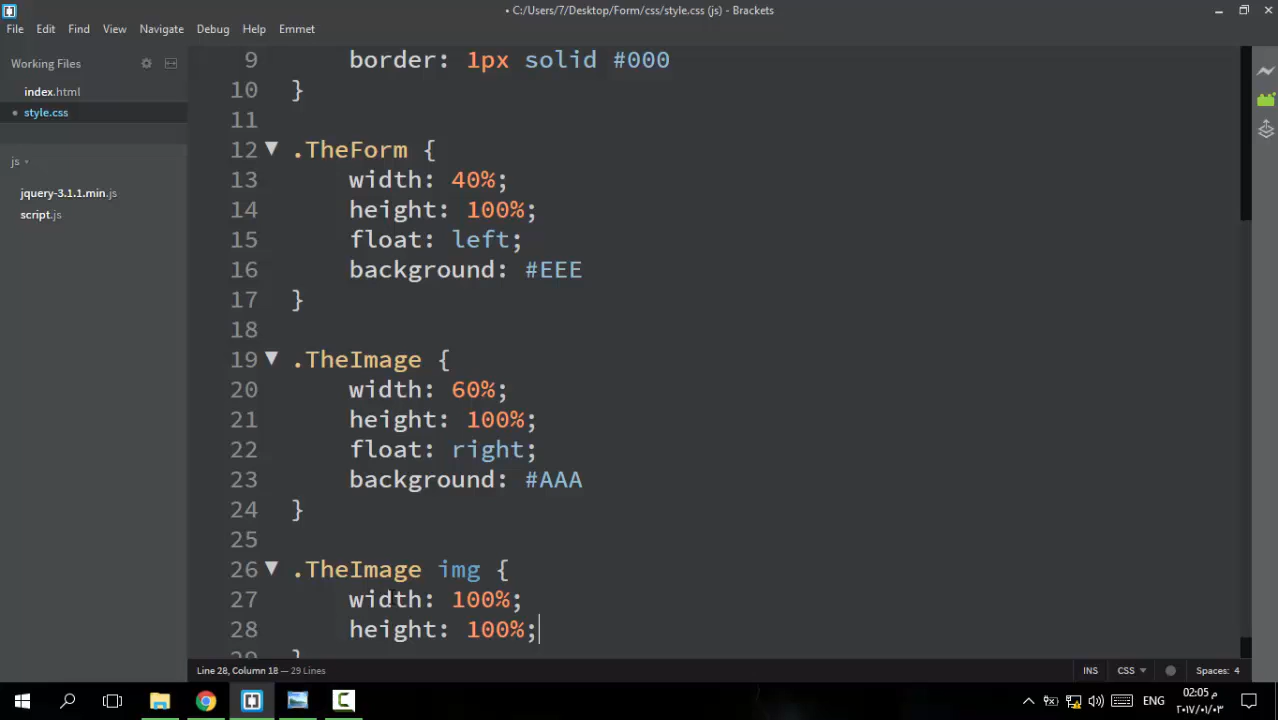 • C:/Users/7/Desktop/Form/css/style.css (js) - Brackets
File Edit Find View Navigate Debug Help Emmet
Working Files
index.html
• style.css
js
jquery-3.1.1.min.js
script.js
9 border: 1px solid #000
10 }
11
12 .TheForm {
13 width: 40%;
14 height: 100%;
15 float: left;
16 background: #EEE
17 }
18
19 .TheImage {
20 width: 60%;
21 height: 100%;
22 float: right;
23 background: #AAA
24 }
25
26 .TheImage img {
27 width: 100%;
28 height: 100%;
29 }
Line 28, Column 18 — 29 Lines
INS CSS Spaces: 4
ENG
02:05 م
٢٠١٧/٠١/٠٣